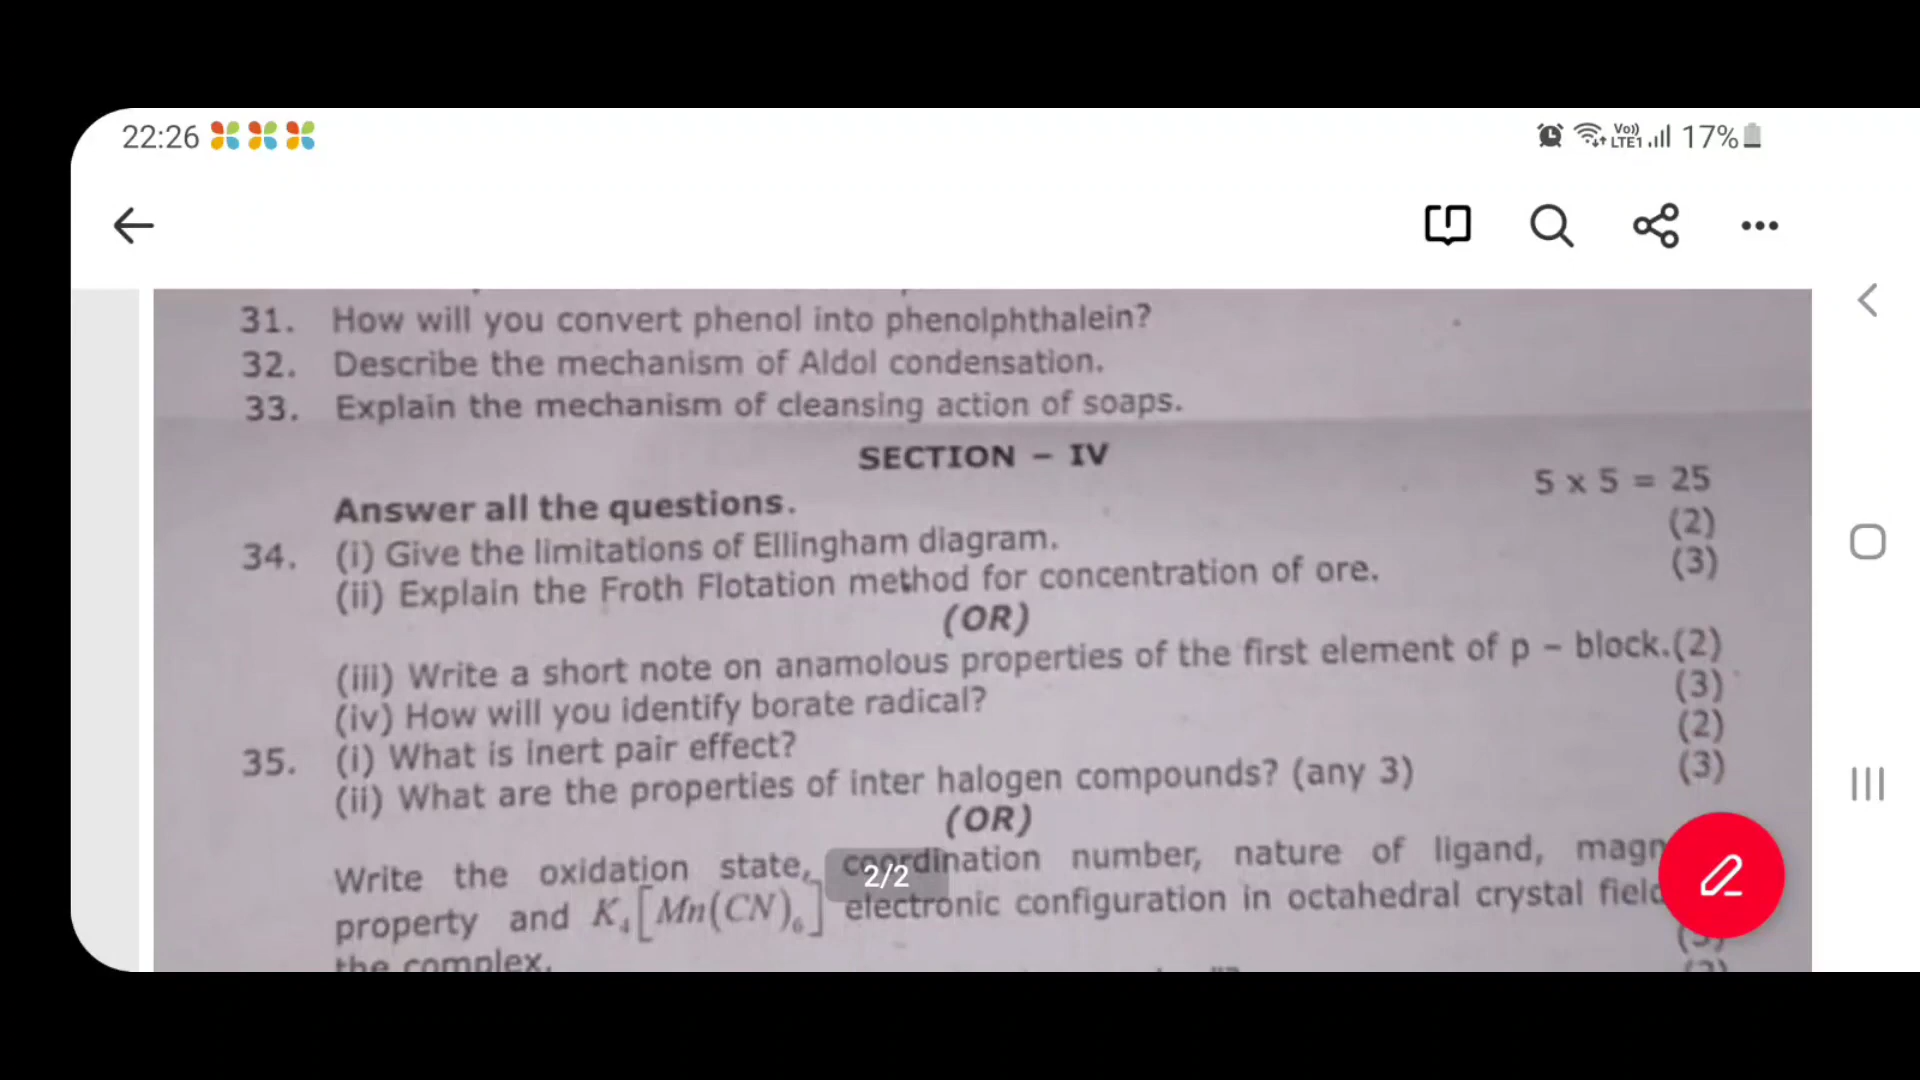 22:26 Vo)) LTE1 17%
31. How will you convert phenol into phenolphthalein?
32. Describe the mechanism of Aldol condensation.
33. Explain the mechanism of cleansing action of soaps.
SECTION – IV
Answer all the questions. 5 x 5 = 25
34. (i) Give the limitations of Ellingham diagram. (2)
(ii) Explain the Froth Flotation method for concentration of ore. (3)
(OR)
(iii) Write a short note on anamolous properties of the first element of p – block.(2)
(iv) How will you identify borate radical? (3)
35. (i) What is inert pair effect? (2)
(ii) What are the properties of inter halogen compounds? (any 3) (3)
(OR)
Write the oxidation state, coordination number, nature of ligand, magn
property and K₄[Mn(CN)₆] electronic configuration in octahedral crystal field
the complex.
2/2